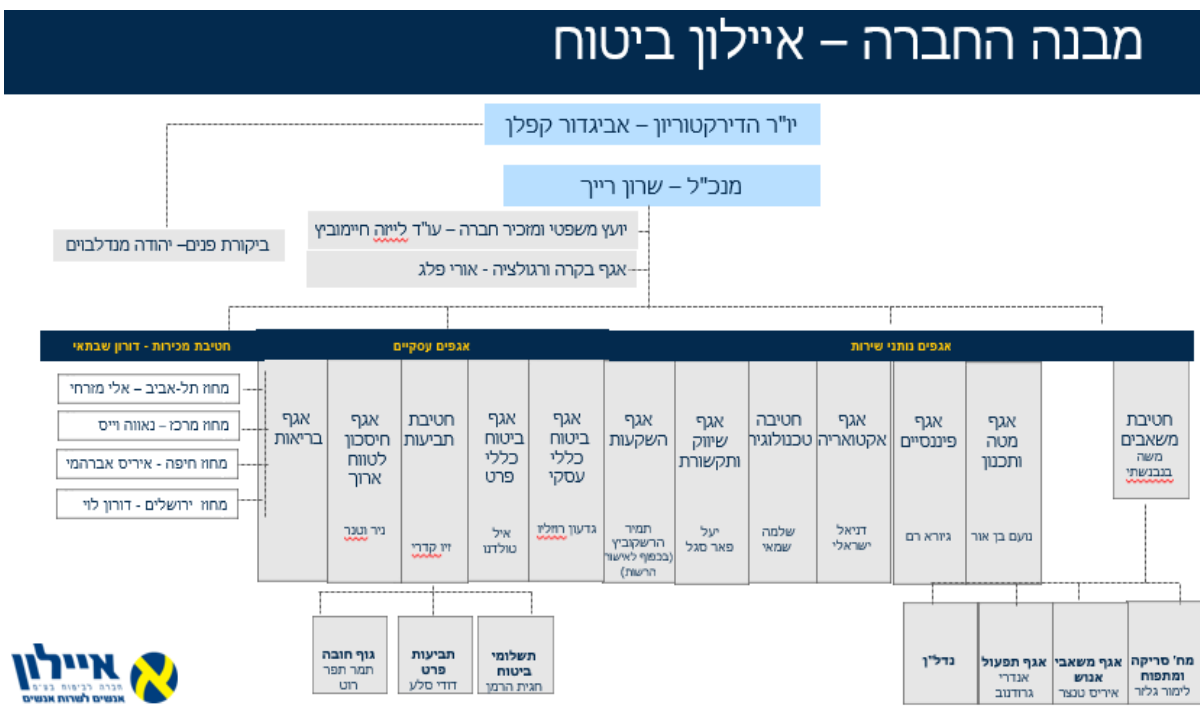 מבנה החברה – איילון ביטוח
יו"ר הדירקטוריון – אביגדור קפלן
מנכ"ל – שרון רייך
יועץ משפטי ומזכיר חברה – עו"ד לייזה חיימוביץ
ביקורת פנים– יהודה מנדלבוים
אגף בקרה ורגולציה - אורי פלג
אגפים נותני שירות
אגפים עסקיים
חטיבת מכירות - דורון שבתאי
חטיבת
משאבים
משה
בנבנשתי
אגף
מטה
ותכנון
נועם בן אור
אגף
פיננסיים
גיורא רם
אגף
אקטואריה
דניאל
ישראלי
חטיבה
טכנולוגיר
שלמה
שמאי
אגף
שיווק
ותקשורת
יעל
פאר סגל
אגף
השקעות
תמיר
הרשקוביץ
(בכפוף לאישור
הרשות)
אגף
ביטוח
כללי
עסקי
גדעון רוזליו
אגף
ביטוח
כללי
פרט
איל
טולדנו
חטיבת
תביעות
זיו קדרי
אגף
חיסכון
לטווח
ארוך
ניר וטנר
אגף
בריאות
מחוז תל-אביב – אלי מזרחי
מחוז מרכז – נאווה וייס
מחוז חיפה - איריס אברהמי
מחוז ירושלים - דורון לוי
מח' סריקה
ומתפוח
לימור גלזר
אגף משאבי
אנוש
איריס טנצר
אגף תפעול
אנדרי
גרודנוב
נדל"ן
תשלומי
ביטוח
חגית הרמן
תביעות
פרט
דודי סלע
גוף חובה
תמר תפר
רוט
איילון
חברה לביטוח בע"מ
אנשים לשרות אנשים